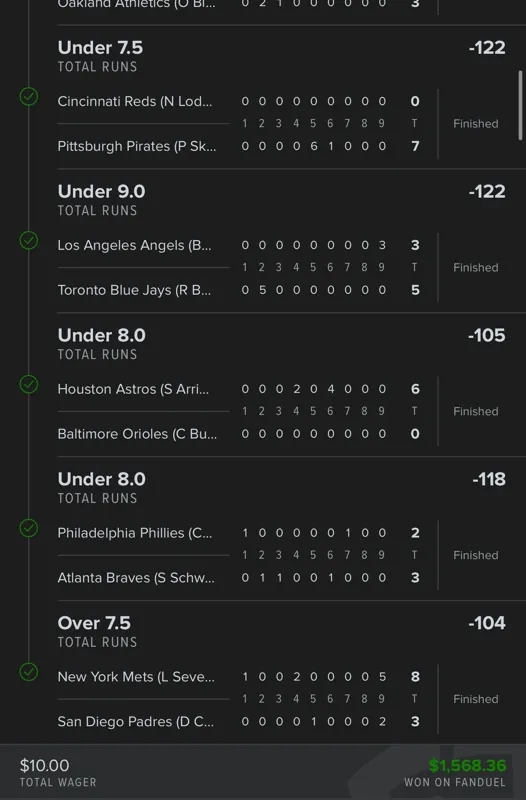 Oakland Athletics (O Bl... 0 2 1 0 0 0 0 0 0 3
Under 7.5 -122
TOTAL RUNS
Cincinnati Reds (N Lod... 0 0 0 0 0 0 0 0 0 0
1 2 3 4 5 6 7 8 9 T Finished
Pittsburgh Pirates (P Sk... 0 0 0 0 6 1 0 0 0 7
Under 9.0 -122
TOTAL RUNS
Los Angeles Angels (B... 0 0 0 0 0 0 0 0 3 3
1 2 3 4 5 6 7 8 9 T Finished
Toronto Blue Jays (R B... 0 5 0 0 0 0 0 0 0 5
Under 8.0 -105
TOTAL RUNS
Houston Astros (S Arri... 0 0 0 2 0 4 0 0 0 6
1 2 3 4 5 6 7 8 9 T Finished
Baltimore Orioles (C Bu... 0 0 0 0 0 0 0 0 0 0
Under 8.0 -118
TOTAL RUNS
Philadelphia Phillies (C... 1 0 0 0 0 0 1 0 0 2
1 2 3 4 5 6 7 8 9 T Finished
Atlanta Braves (S Schw... 0 1 1 0 0 1 0 0 0 3
Over 7.5 -104
TOTAL RUNS
New York Mets (L Seve... 1 0 0 2 0 0 0 0 5 8
1 2 3 4 5 6 7 8 9 T Finished
San Diego Padres (D C... 0 0 0 0 1 0 0 0 2 3
$10.00 $1,568.36
TOTAL WAGER WON ON FANDUEL